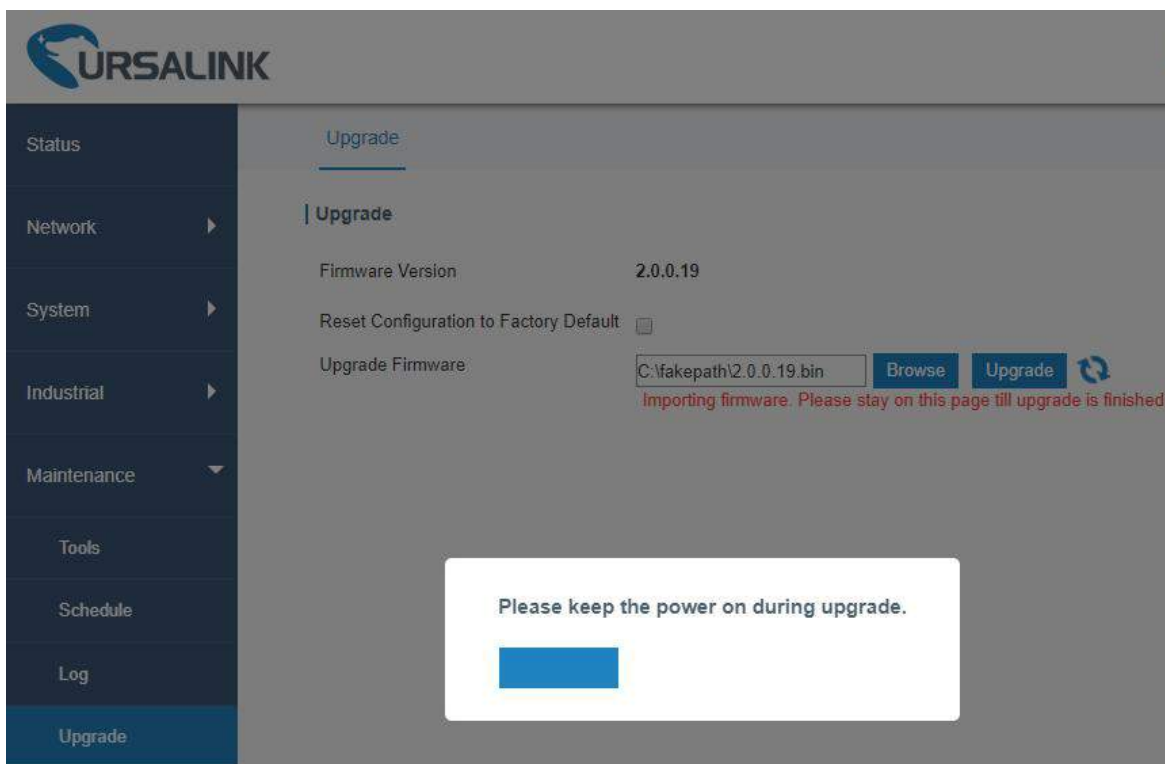 URSALINK
Status
Upgrade
Network
Upgrade
Firmware Version 2.0.0.19
System
Reset Configuration to Factory Default
Upgrade Firmware C:\fakepath\2.0.0.19.bin Browse Upgrade
Importing firmware. Please stay on this page till upgrade is finished
Industrial
Maintenance
Tools
Schedule
Log
Upgrade
Please keep the power on during upgrade.